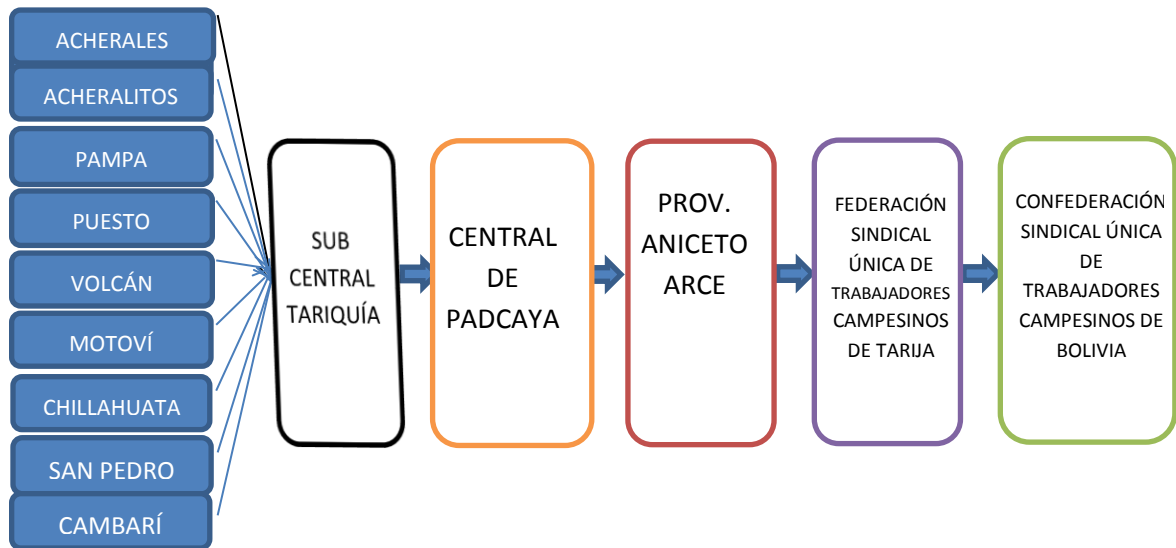 ACHERALES
ACHERALITOS
PAMPA
PUESTO
VOLCÁN
MOTOVÍ
CHILLAHUATA
SAN PEDRO
CAMBARÍ
SUB
CENTRAL
TARIQUÍA
CENTRAL
DE
PADCAYA
PROV.
ANICETO
ARCE
FEDERACIÓN
SINDICAL
ÚNICA DE
TRABAJADORES
CAMPESINOS
DE TARIJA
CONFEDERACIÓN
SINDICAL ÚNICA
DE
TRABAJADORES
CAMPESINOS DE
BOLIVIA